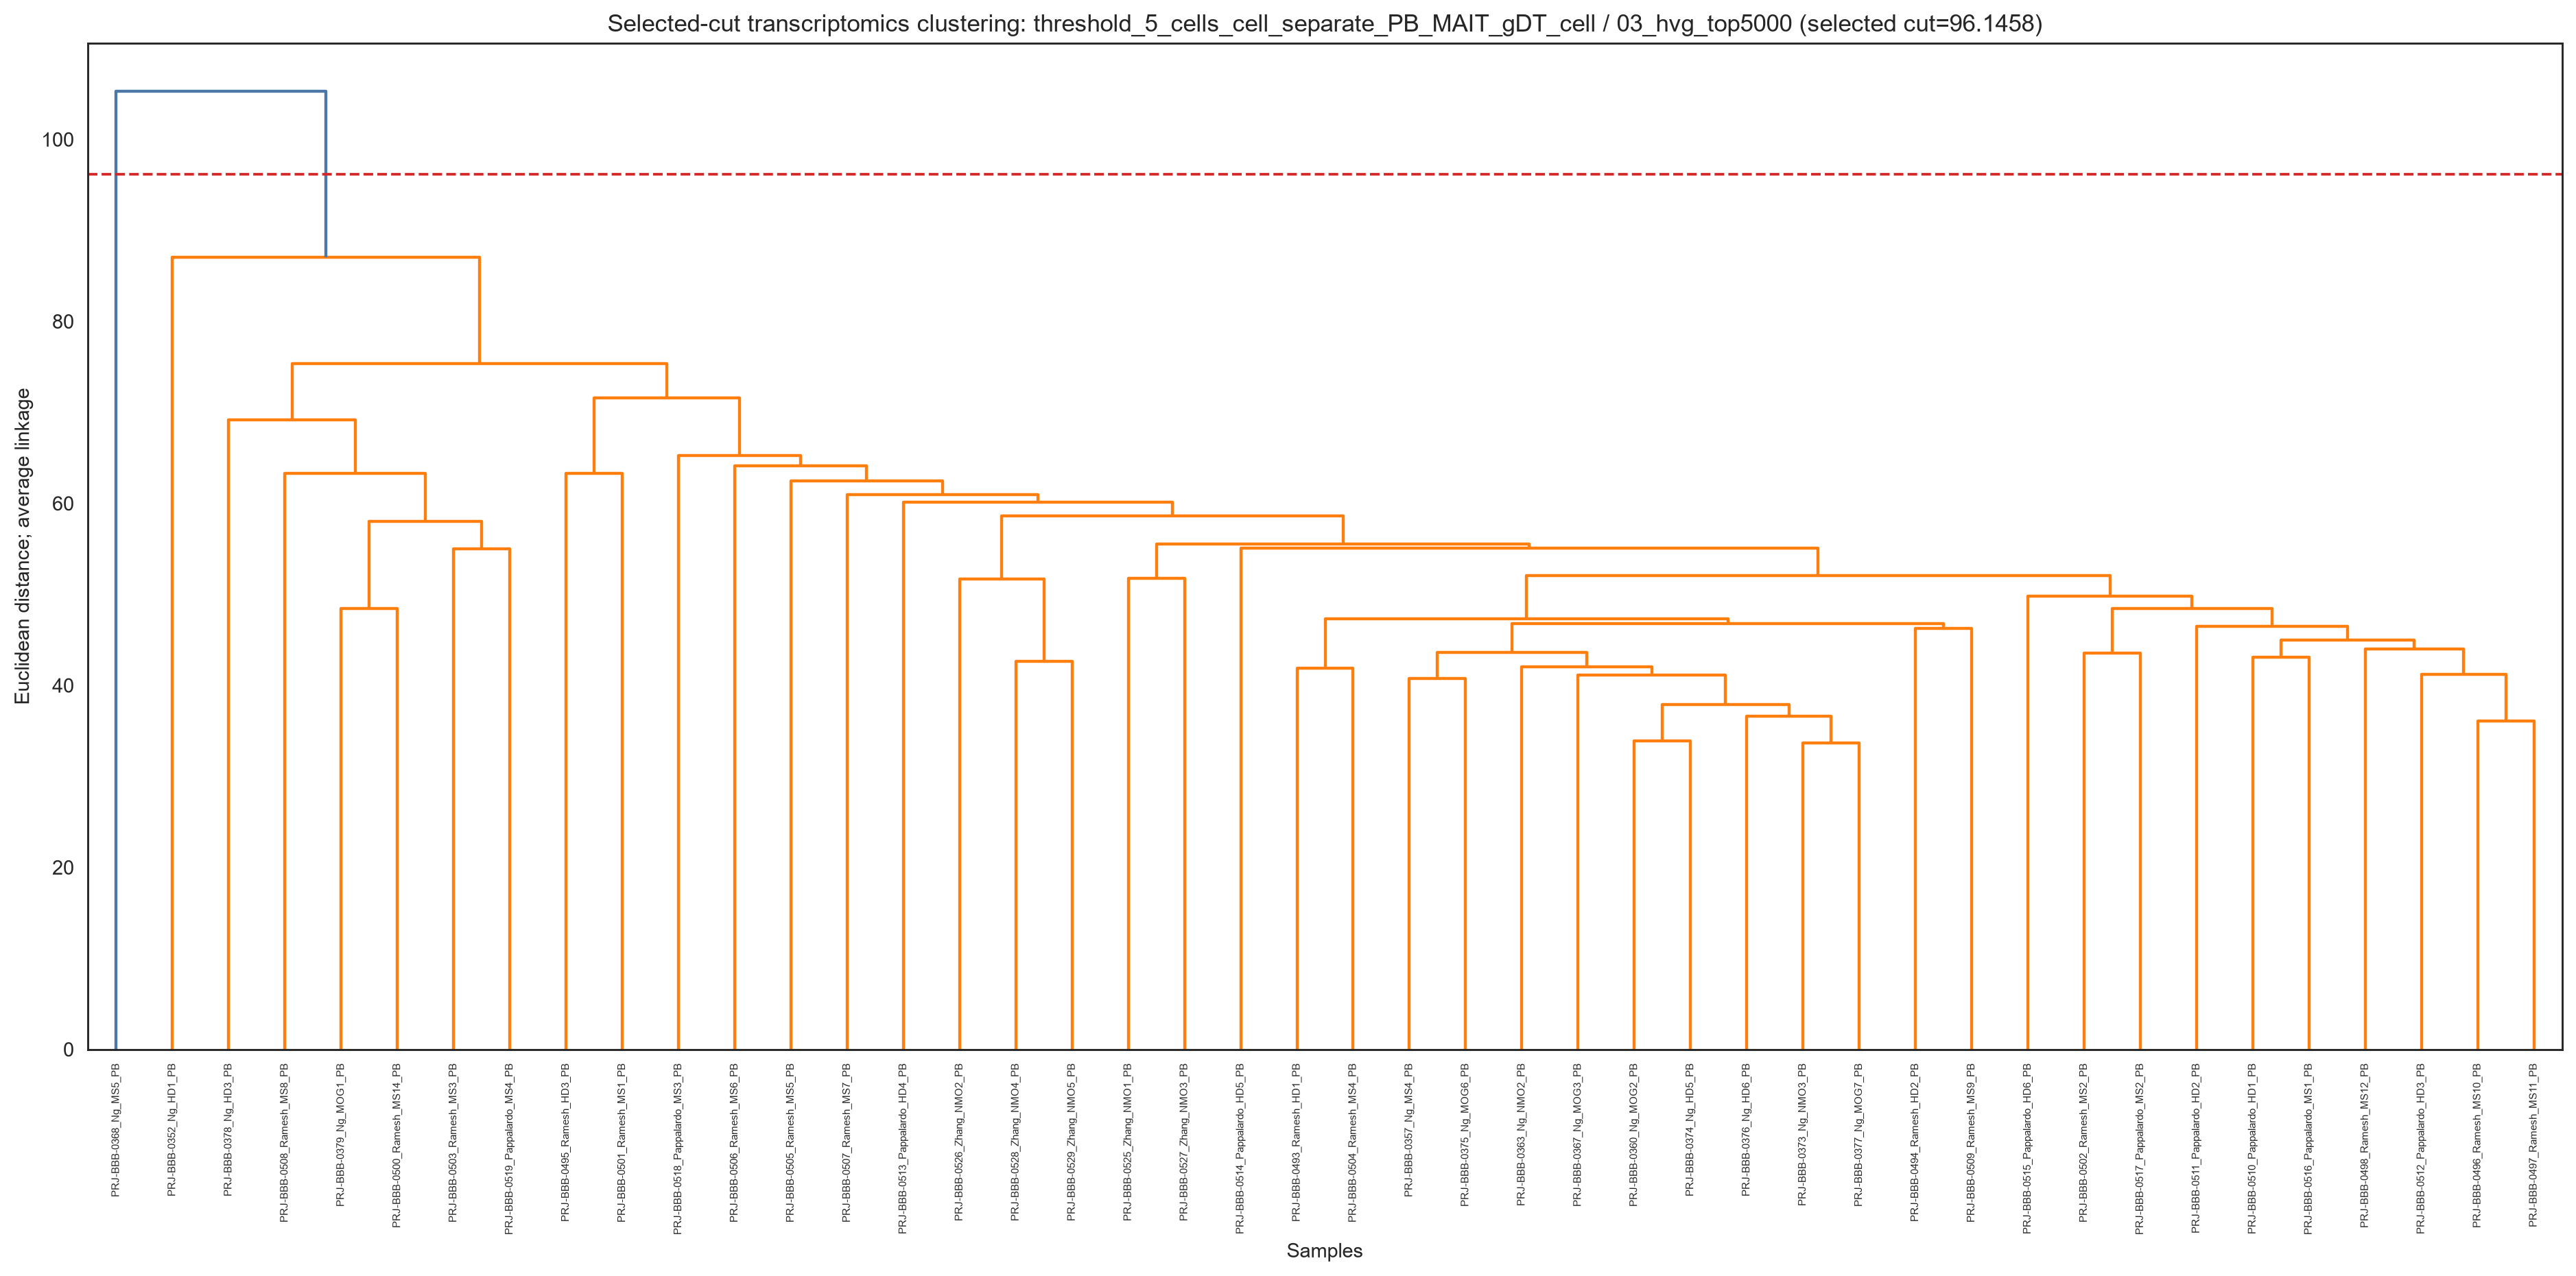 Selected-cut transcriptomics clustering: threshold_5_cells_cell_separate_PB_MAIT_gDT_cell / 03_hvg_top5000 (selected cut=96.1458)
Euclidean distance; average linkage
100
80
60
40
20
0
PRJ-BBB-0368_Ng_MS5_PB
PRJ-BBB-0352_Ng_HD1_PB
PRJ-BBB-0378_Ng_HD3_PB
PRJ-BBB-0508_Ramesh_MS8_PB
PRJ-BBB-0379_Ng_MOG1_PB
PRJ-BBB-0500_Ramesh_MS14_PB
PRJ-BBB-0503_Ramesh_MS3_PB
PRJ-BBB-0519_Pappalardo_MS4_PB
PRJ-BBB-0495_Ramesh_HD3_PB
PRJ-BBB-0501_Ramesh_MS1_PB
PRJ-BBB-0518_Pappalardo_MS3_PB
PRJ-BBB-0506_Ramesh_MS6_PB
PRJ-BBB-0505_Ramesh_MS5_PB
PRJ-BBB-0507_Ramesh_MS7_PB
PRJ-BBB-0513_Pappalardo_HD4_PB
PRJ-BBB-0526_Zhang_NMO2_PB
PRJ-BBB-0528_Zhang_NMO4_PB
PRJ-BBB-0529_Zhang_NMO5_PB
PRJ-BBB-0525_Zhang_NMO1_PB
PRJ-BBB-0527_Zhang_NMO3_PB
PRJ-BBB-0514_Pappalardo_HD5_PB
PRJ-BBB-0493_Ramesh_HD1_PB
PRJ-BBB-0504_Ramesh_MS4_PB
PRJ-BBB-0357_Ng_MS4_PB
PRJ-BBB-0375_Ng_MOG6_PB
PRJ-BBB-0363_Ng_NMO2_PB
PRJ-BBB-0367_Ng_MOG3_PB
PRJ-BBB-0360_Ng_MOG2_PB
PRJ-BBB-0374_Ng_HD5_PB
PRJ-BBB-0376_Ng_HD6_PB
PRJ-BBB-0373_Ng_NMO3_PB
PRJ-BBB-0377_Ng_MOG7_PB
PRJ-BBB-0494_Ramesh_HD2_PB
PRJ-BBB-0509_Ramesh_MS9_PB
PRJ-BBB-0515_Pappalardo_HD6_PB
PRJ-BBB-0502_Ramesh_MS2_PB
PRJ-BBB-0517_Pappalardo_MS2_PB
PRJ-BBB-0511_Pappalardo_HD2_PB
PRJ-BBB-0510_Pappalardo_HD1_PB
PRJ-BBB-0516_Pappalardo_MS1_PB
PRJ-BBB-0498_Ramesh_MS12_PB
PRJ-BBB-0512_Pappalardo_HD3_PB
PRJ-BBB-0496_Ramesh_MS10_PB
PRJ-BBB-0497_Ramesh_MS11_PB
Samples